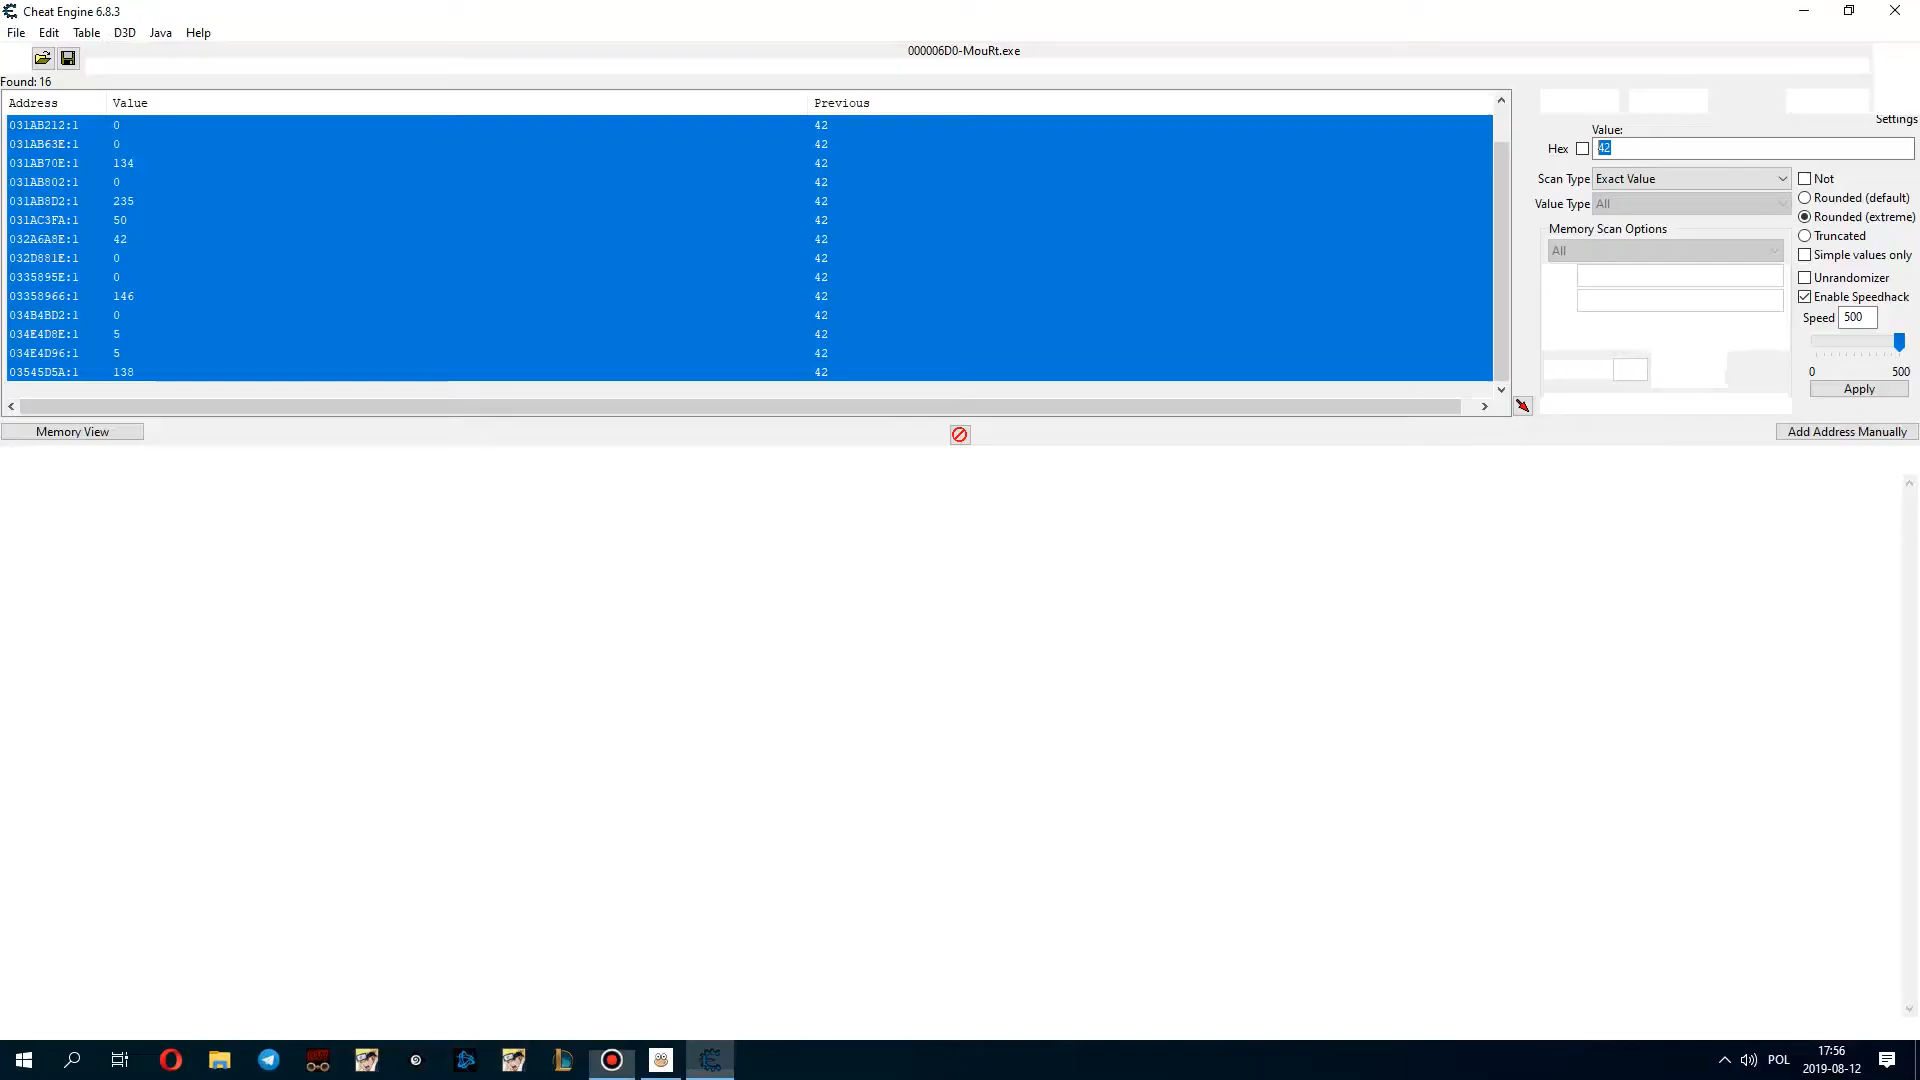 Cheat Engine 6.8.3
File Edit Table D3D Java Help
000006D0-MouRt.exe
Found: 16
Address Value Previous
031AB212:1 0 42
031AB63E:1 0 42
031AB70E:1 134 42
031AB802:1 0 42
031AB8D2:1 235 42
031AC3FA:1 50 42
032A6A8E:1 42 42
032D881E:1 0 42
0335895E:1 0 42
03358966:1 146 42
034B4BD2:1 0 42
034E4D8E:1 5 42
034E4D96:1 5 42
03545D5A:1 138 42
Settings
Value:
Hex 42
Scan Type Exact Value Not
Rounded (default)
Value Type All
Rounded (extreme)
Memory Scan Options
Truncated
All
Simple values only
Unrandomizer
Enable Speedhack
Speed 500
0 500
Apply
Memory View
Add Address Manually
POL
17:56
2019-08-12